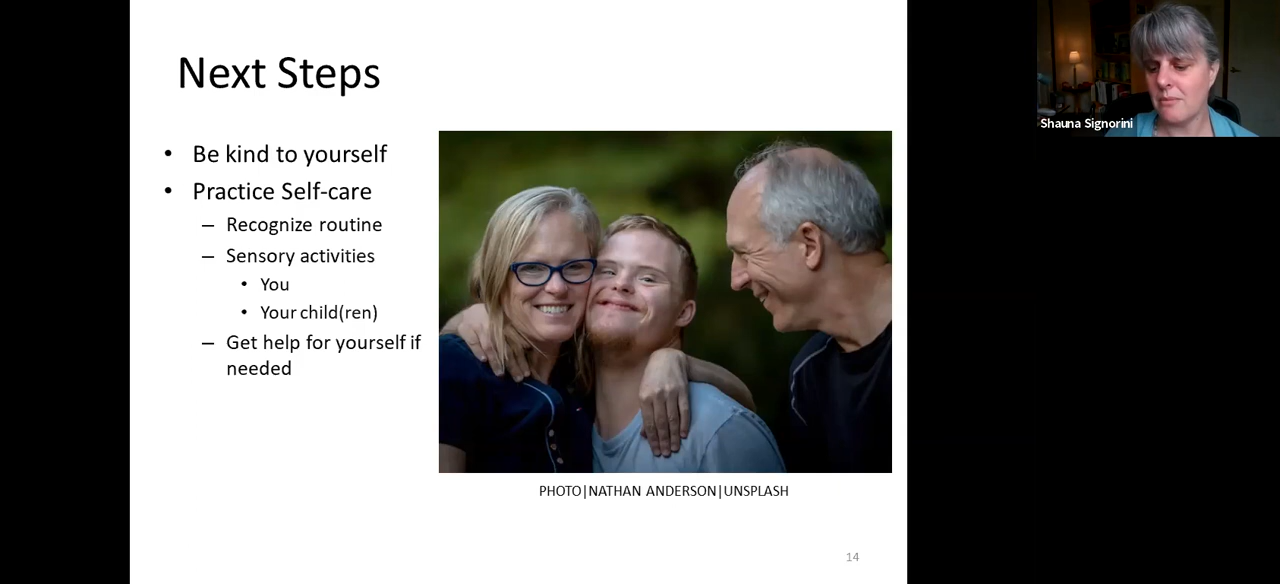 Next Steps
• Be kind to yourself
• Practice Self-care
– Recognize routine
– Sensory activities
• You
• Your child(ren)
– Get help for yourself if
needed
PHOTO|NATHAN ANDERSON|UNSPLASH
14
Shauna Signorini